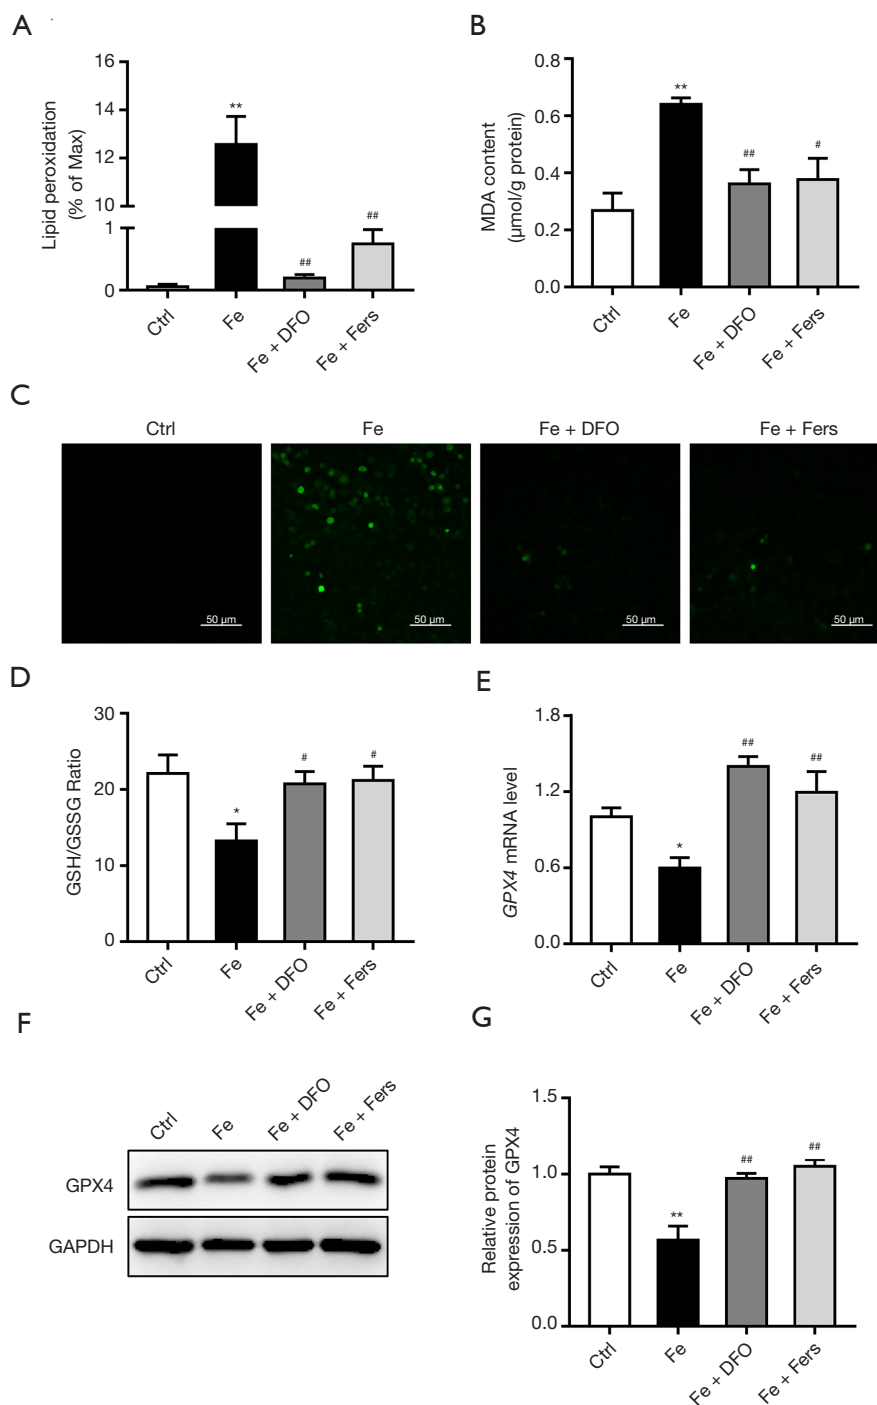 A
Lipid peroxidation
(% of Max)
16
14
12
10
1
0
**
##
##
Ctrl
Fe
Fe + DFO
Fe + Fers
B
MDA content
(μmol/g protein)
0.8
0.6
0.4
0.2
0.0
**
##
#
Ctrl
Fe
Fe + DFO
Fe + Fers
C
Ctrl
Fe
Fe + DFO
Fe + Fers
50 μm
50 μm
50 μm
50 μm
D
GSH/GSSG Ratio
30
20
10
0
*
#
#
Ctrl
Fe
Fe + DFO
Fe + Fers
E
GPX4 mRNA level
1.8
1.2
0.6
0.0
*
##
##
Ctrl
Fe
Fe + DFO
Fe + Fers
F
Ctrl
Fe
Fe + DFO
Fe + Fers
GPX4
GAPDH
G
Relative protein
expression of GPX4
1.5
1.0
0.5
0.0
**
##
##
Ctrl
Fe
Fe + DFO
Fe + Fers